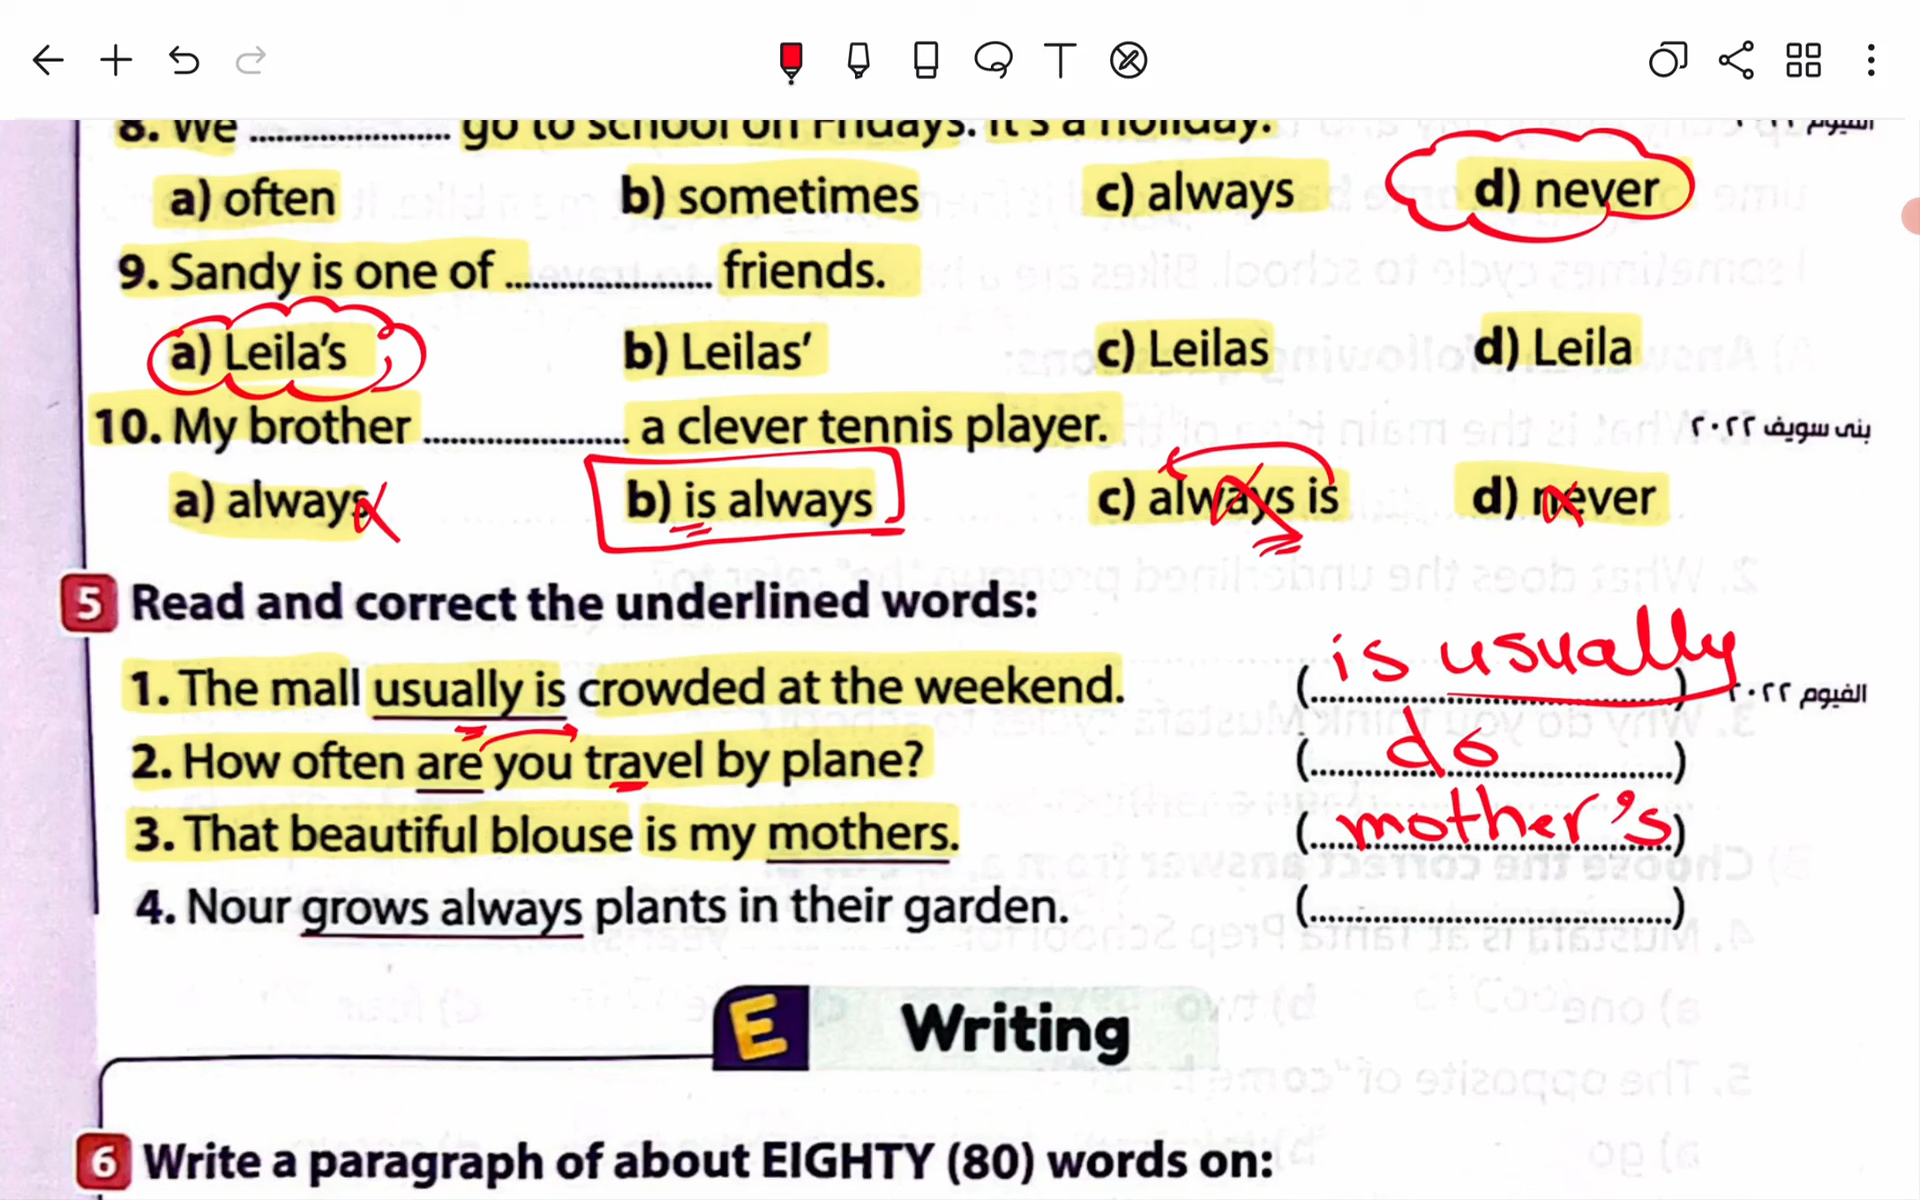 8. We .................... go to school on Fridays. It's a holiday. الفيوم
a) often b) sometimes c) always d) never
9. Sandy is one of .................... friends.
a) Leila's b) Leilas' c) Leilas d) Leila
10. My brother .................... a clever tennis player. بنى سويف ٢٠٢٢
a) always b) is always c) always is d) never
5 Read and correct the underlined words:
1. The mall usually is crowded at the weekend. (is usually) الفيوم ٢٠٢٢
2. How often are you travel by plane? (do)
3. That beautiful blouse is my mothers. (mother's)
4. Nour grows always plants in their garden. (....................)
E Writing
6 Write a paragraph of about EIGHTY (80) words on: